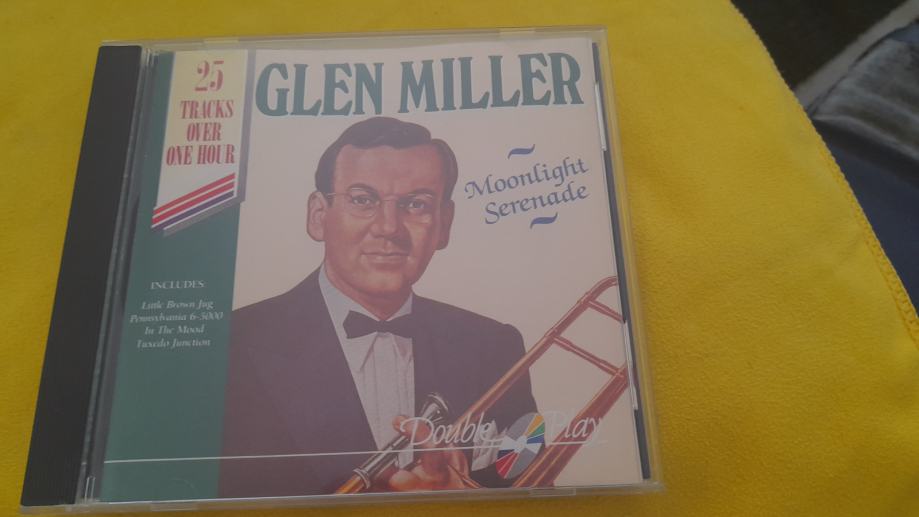 25
TRACKS
OVER
ONE HOUR
GLEN MILLER
Moonlight
Serenade
INCLUDES:
Little Brown Jug
Pennsylvania 6-5000
In The Mood
Tuxedo Junction
Double Play